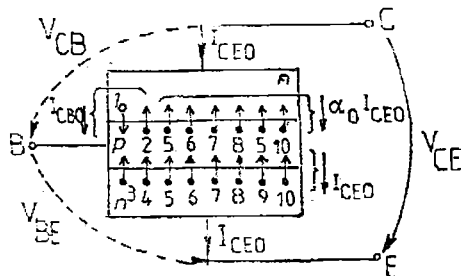 V_CB
I_CEO
C
n
1
I_CBO
α_0 I_CEO
B
p 2 5 6 7 8 5 10
V_CE
n 3 4 5 6 7 8 9 10
I_CEO
V_BE
I_CEO
E